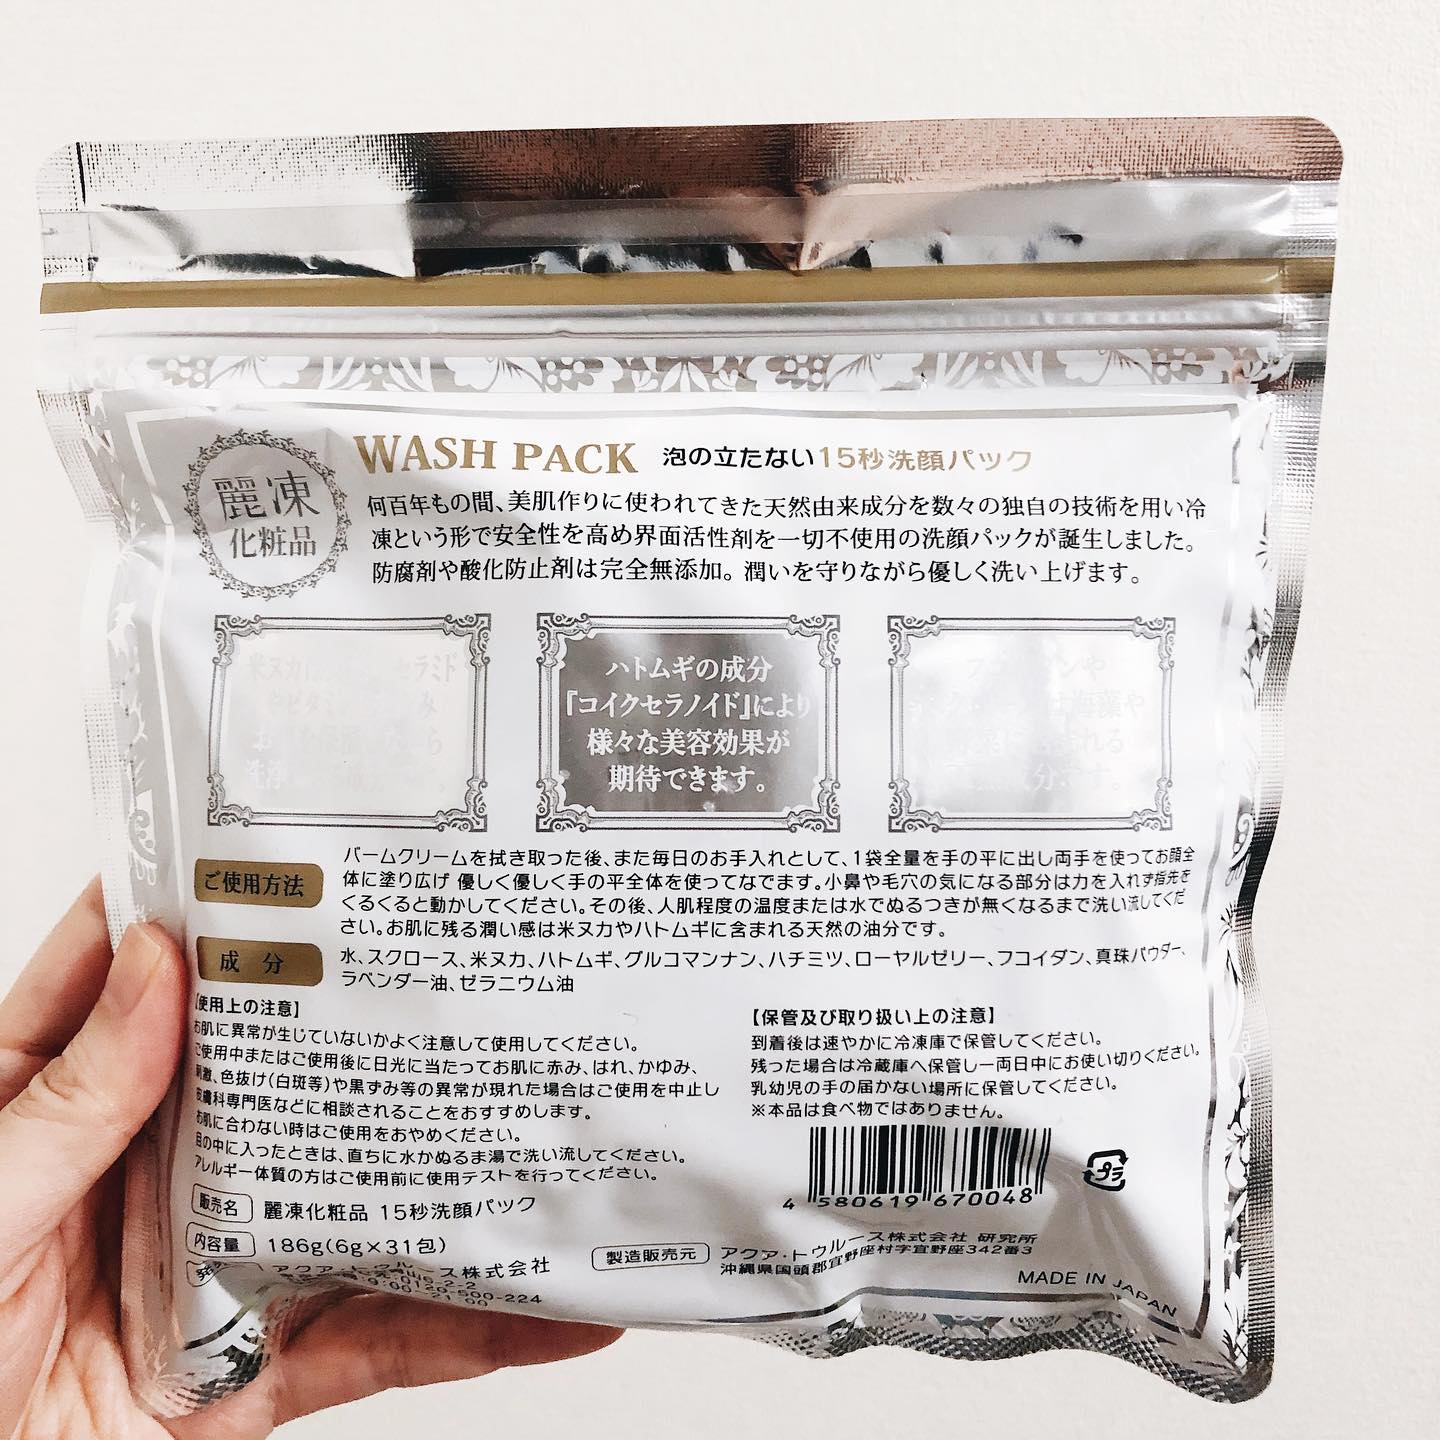 麗凍
化粧品
WASH PACK 泡の立たない15秒洗顔パック
何百年もの間、美肌作りに使われてきた天然由来成分を数々の独自の技術を用い冷
凍という形で安全性を高め界面活性剤を一切不使用の洗顔パックが誕生しました。
防腐剤や酸化防止剤は完全無添加。潤いを守りながら優しく洗い上げます。
米ヌカ セラミド
ハトムギの成分
『コイクセラノイド』により
様々な美容効果が
期待できます。
ご使用方法
バームクリームを拭き取った後、また毎日のお手入れとして、1袋全量を手の平に出し両手を使ってお顔全
体に塗り広げ 優しく優しく手の平全体を使ってなでます。小鼻や毛穴の気になる部分は力を入れず指先を
くるくると動かしてください。その後、人肌程度の温度または水でぬるつきが無くなるまで洗い流してくだ
さい。お肌に残る潤い感は米ヌカやハトムギに含まれる天然の油分です。
成 分
水、スクロース、米ヌカ、ハトムギ、グルコマンナン、ハチミツ、ローヤルゼリー、フコイダン、真珠パウダー、
ラベンダー油、ゼラニウム油
【使用上の注意】
お肌に異常が生じていないかよく注意して使用してください。
ご使用中またはご使用後に日光に当たってお肌に赤み、はれ、かゆみ、
刺激、色抜け(白斑等)や黒ずみ等の異常が現れた場合はご使用を中止し
皮膚科専門医などに相談されることをおすすめします。
お肌に合わない時はご使用をおやめください。
目の中に入ったときは、直ちに水かぬるま湯で洗い流してください。
アレルギー体質の方はご使用前に使用テストを行ってください。
【保管及び取り扱い上の注意】
到着後は速やかに冷凍庫で保管してください。
残った場合は冷蔵庫へ保管し一両日中にお使い切りください。
乳幼児の手の届かない場所に保管してください。
※本品は食べ物ではありません。
4 580619 670048
プラ
販売名 麗凍化粧品 15秒洗顔パック
内容量 186g(6g×31包)
アクア・トゥルース株式会社
0120-500-224
製造販売元 アクア・トゥルース株式会社 研究所
沖縄県国頭郡宜野座村字宜野座342番3
MADE IN JAPAN